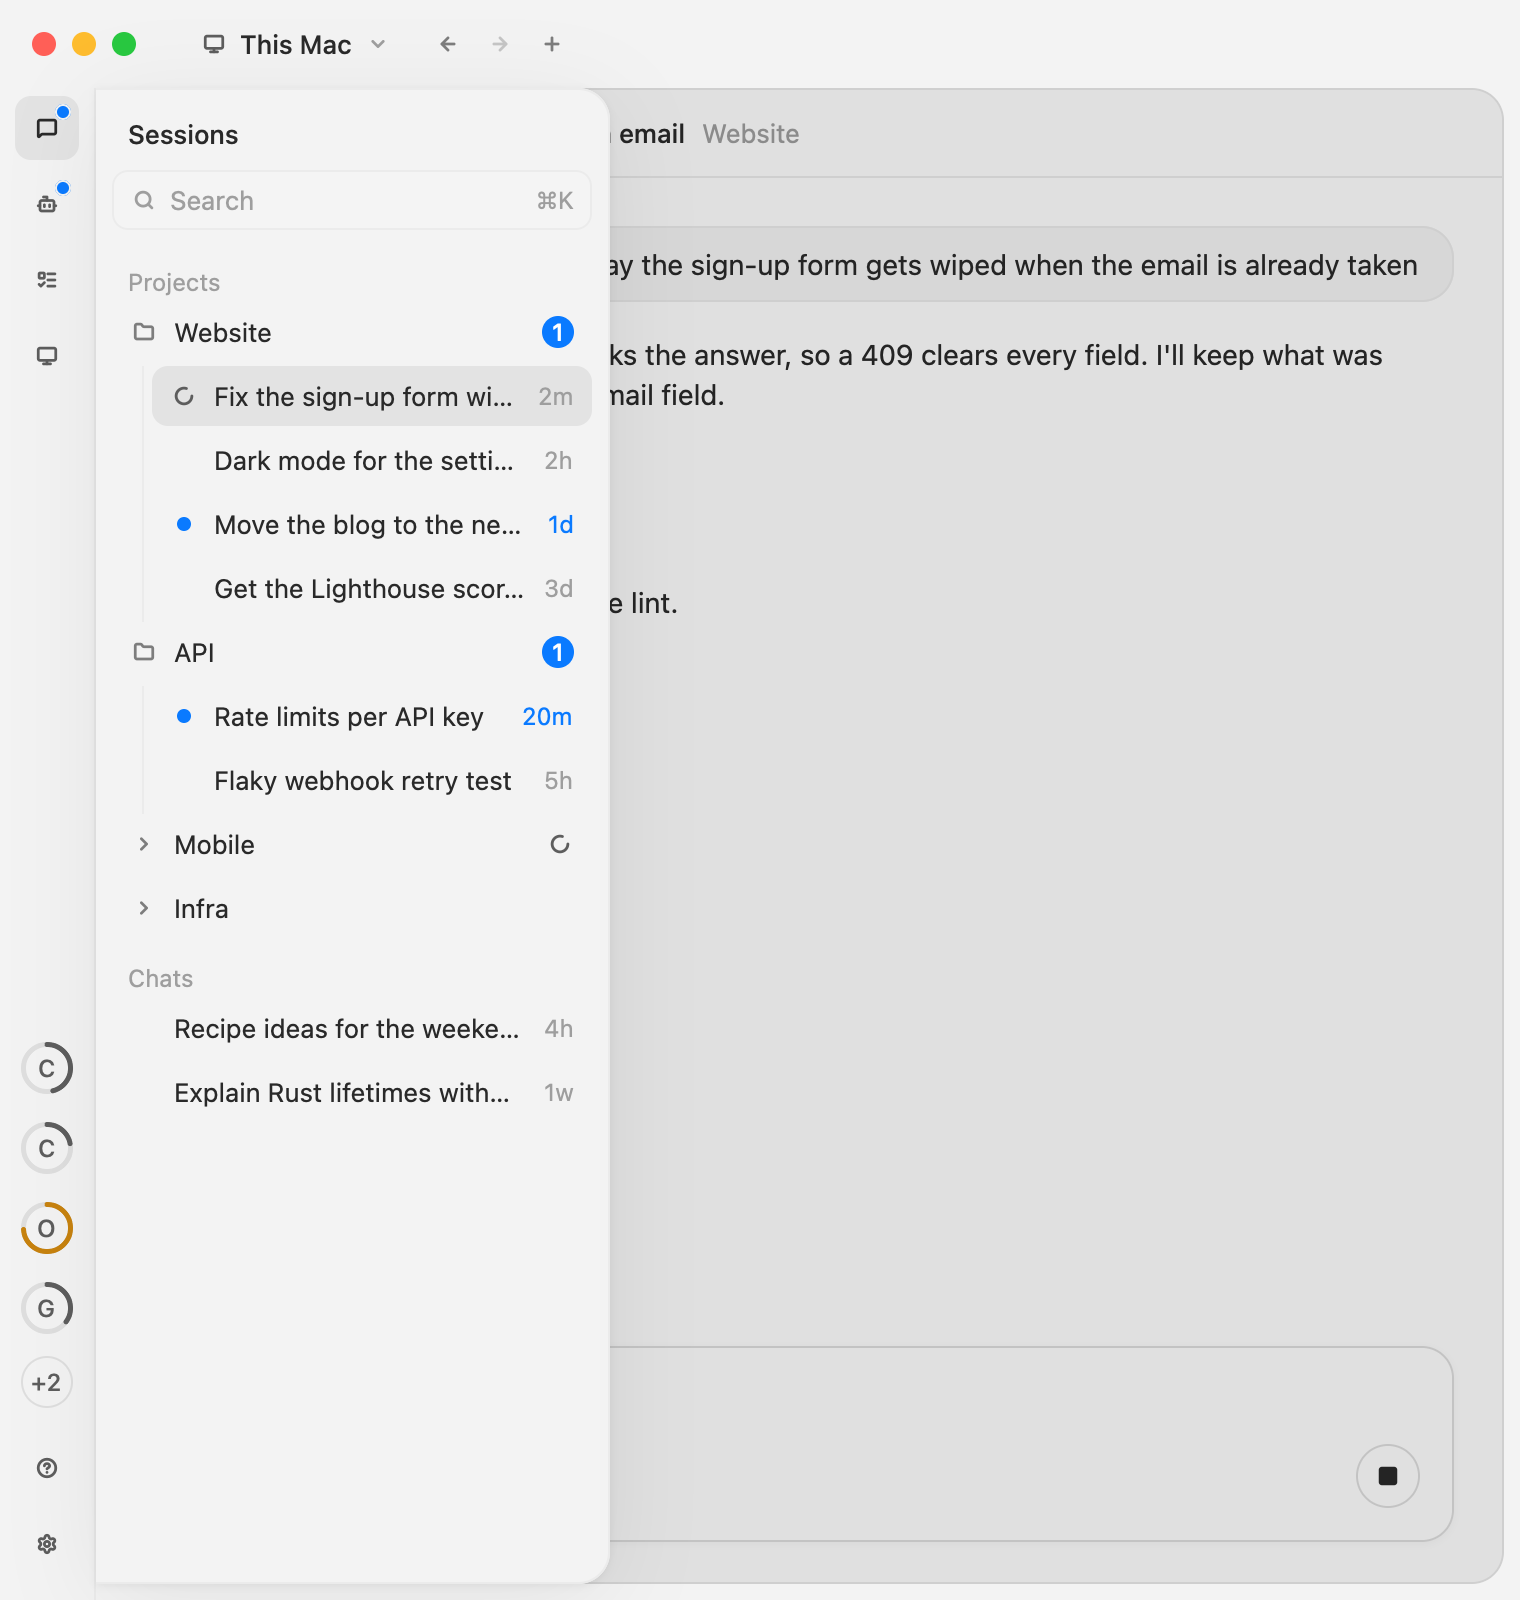 This Mac
Sessions
Search ⌘K
Projects
Website 1
Fix the sign-up form wi... 2m
Dark mode for the setti... 2h
Move the blog to the ne... 1d
Get the Lighthouse scor... 3d
API 1
Rate limits per API key 20m
Flaky webhook retry test 5h
Mobile
Infra
Chats
Recipe ideas for the weeke... 4h
Explain Rust lifetimes with... 1w
C
C
O
G
+2
email Website
the sign-up form gets wiped when the email is already taken
the answer, so a 409 clears every field. I'll keep what was
field.
lint.